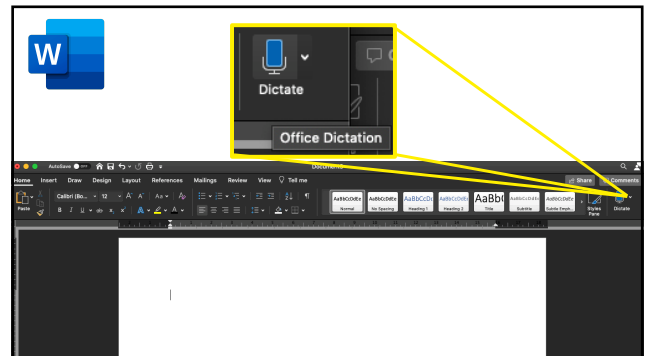 W
Dictate
Office Dictation
AutoSave
Home Insert Draw Design Layout References Mailings Review View Tell me Share Comments
Paste Calibri (Bo... 12 Styles Pane Dictate
AaBbCcDdEe AaBbCcDdEe AaBbCcDc AaBbCcDdEe AaBb( AaBbCcDdEe AaBbCcDdEe
Normal No Spacing Heading 1 Heading 2 Title Subtitle Subtle Emph...